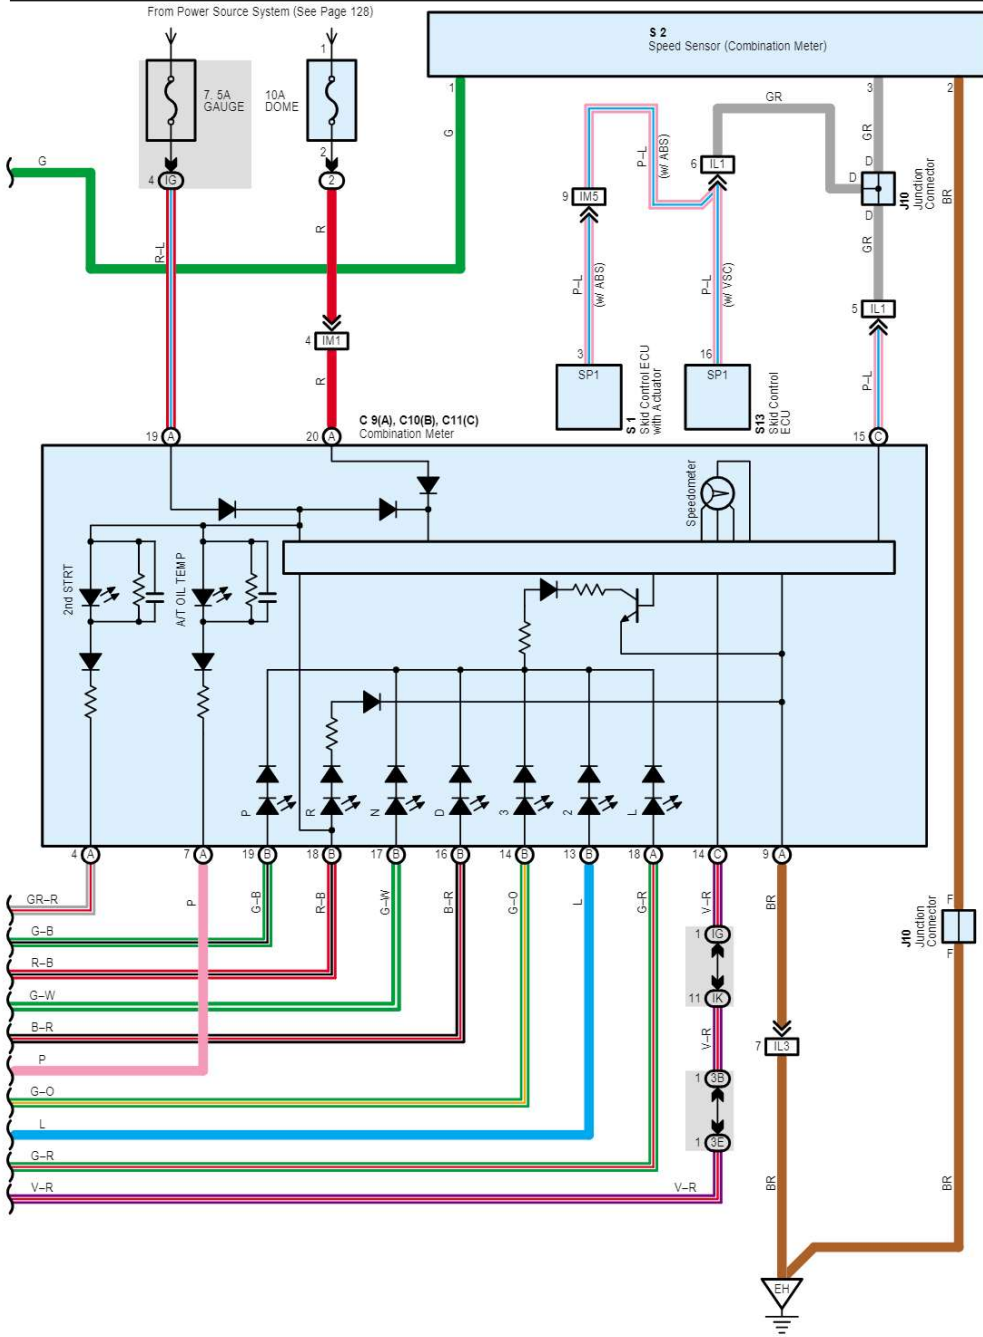 From Power Source System (See Page 128)
S 2
Speed Sensor (Combination Meter)
1
3
2
7. 5A
GAUGE
10A
DOME
1
2
GR
G
G
GR
P–L
(w/ ABS)
4 IG
2
6 IL1
D
D
D
J10
Junction
Connector
BR
9 IM5
R–L
R
P–L
(w/ ABS)
P–L
(w/ VSC)
GR
5 IL1
4 IM1
R
3
SP1
16
SP1
P–L
S 1
Skid Control ECU
with Actuator
S13
Skid Control
ECU
C 9(A), C10(B), C11(C)
Combination Meter
19 A
20 A
15 C
Speedometer
2nd STRT
A/T OIL TEMP
P
R
N
D
3
2
L
4 A
7 A
19 B
18 B
17 B
16 B
14 B
13 B
18 A
14 C
9 A
P
G–B
R–B
G–W
B–R
G–O
L
G–R
V–R
BR
GR–R
G–B
R–B
G–W
B–R
P
G–O
L
G–R
V–R
V–R
1 IG
11 IK
V–R
1 3B
1 3E
F
F
J10
Junction
Connector
7 IL3
BR
BR
EH